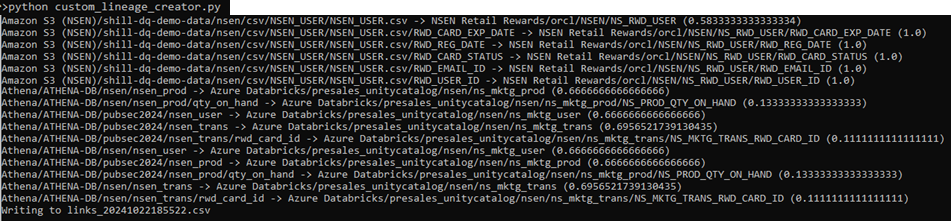 >python custom_lineage_creator.py
Amazon S3 (NSEN)/shill-dq-demo-data/nsen/csv/NSEN_USER/NSEN_USER.csv -> NSEN Retail Rewards/orcl/NSEN/NS_RWD_USER (0.5833333333333334)
Amazon S3 (NSEN)/shill-dq-demo-data/nsen/csv/NSEN_USER/NSEN_USER.csv/RWD_CARD_EXP_DATE -> NSEN Retail Rewards/orcl/NSEN/NS_RWD_USER/RWD_CARD_EXP_DATE (1.0)
Amazon S3 (NSEN)/shill-dq-demo-data/nsen/csv/NSEN_USER/NSEN_USER.csv/RWD_REG_DATE -> NSEN Retail Rewards/orcl/NSEN/NS_RWD_USER/RWD_REG_DATE (1.0)
Amazon S3 (NSEN)/shill-dq-demo-data/nsen/csv/NSEN_USER/NSEN_USER.csv/RWD_CARD_STATUS -> NSEN Retail Rewards/orcl/NSEN/NS_RWD_USER/RWD_CARD_STATUS (1.0)
Amazon S3 (NSEN)/shill-dq-demo-data/nsen/csv/NSEN_USER/NSEN_USER.csv/RWD_EMAIL_ID -> NSEN Retail Rewards/orcl/NSEN/NS_RWD_USER/RWD_EMAIL_ID (1.0)
Amazon S3 (NSEN)/shill-dq-demo-data/nsen/csv/NSEN_USER/NSEN_USER.csv/RWD_USER_ID -> NSEN Retail Rewards/orcl/NSEN/NS_RWD_USER/RWD_USER_ID (1.0)
Athena/ATHENA-DB/nsen/nsen_prod -> Azure Databricks/presales_unitycatalog/nsen/ns_mktg_prod (0.6666666666666666)
Athena/ATHENA-DB/nsen/nsen_prod/qty_on_hand -> Azure Databricks/presales_unitycatalog/nsen/ns_mktg_prod/NS_PROD_QTY_ON_HAND (0.13333333333333333)
Athena/ATHENA-DB/pubsec2024/nsen_user -> Azure Databricks/presales_unitycatalog/nsen/ns_mktg_user (0.6666666666666666)
Athena/ATHENA-DB/pubsec2024/nsen_trans -> Azure Databricks/presales_unitycatalog/nsen/ns_mktg_trans (0.6956521739130435)
Athena/ATHENA-DB/pubsec2024/nsen_trans/rwd_card_id -> Azure Databricks/presales_unitycatalog/nsen/ns_mktg_trans/NS_MKTG_TRANS_RWD_CARD_ID (0.1111111111111111)
Athena/ATHENA-DB/nsen/nsen_user -> Azure Databricks/presales_unitycatalog/nsen/ns_mktg_user (0.6666666666666666)
Athena/ATHENA-DB/pubsec2024/nsen_prod -> Azure Databricks/presales_unitycatalog/nsen/ns_mktg_prod (0.6666666666666666)
Athena/ATHENA-DB/pubsec2024/nsen_prod/qty_on_hand -> Azure Databricks/presales_unitycatalog/nsen/ns_mktg_prod/NS_PROD_QTY_ON_HAND (0.13333333333333333)
Athena/ATHENA-DB/nsen/nsen_trans -> Azure Databricks/presales_unitycatalog/nsen/ns_mktg_trans (0.6956521739130435)
Athena/ATHENA-DB/nsen/nsen_trans/rwd_card_id -> Azure Databricks/presales_unitycatalog/nsen/ns_mktg_trans/NS_MKTG_TRANS_RWD_CARD_ID (0.1111111111111111)
Writing to links_20241022185522.csv